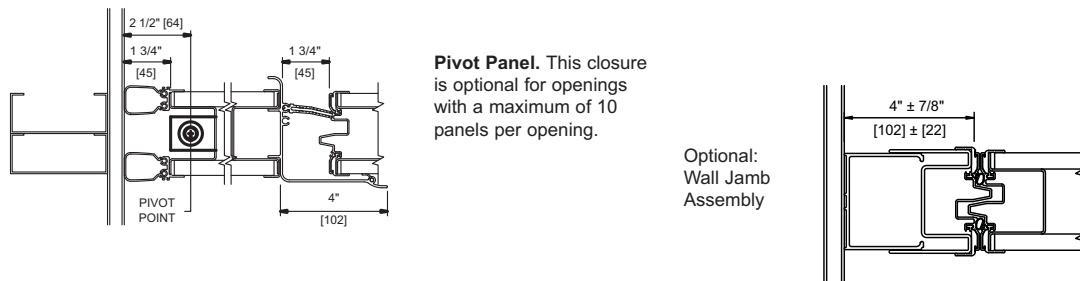 2 1/2" [64]
1 3/4"
[45]
1 3/4"
[45]
PIVOT
POINT
4"
[102]
Pivot Panel. This closure
is optional for openings
with a maximum of 10
panels per opening.
Optional:
Wall Jamb
Assembly
4" ± 7/8"
[102] ± [22]